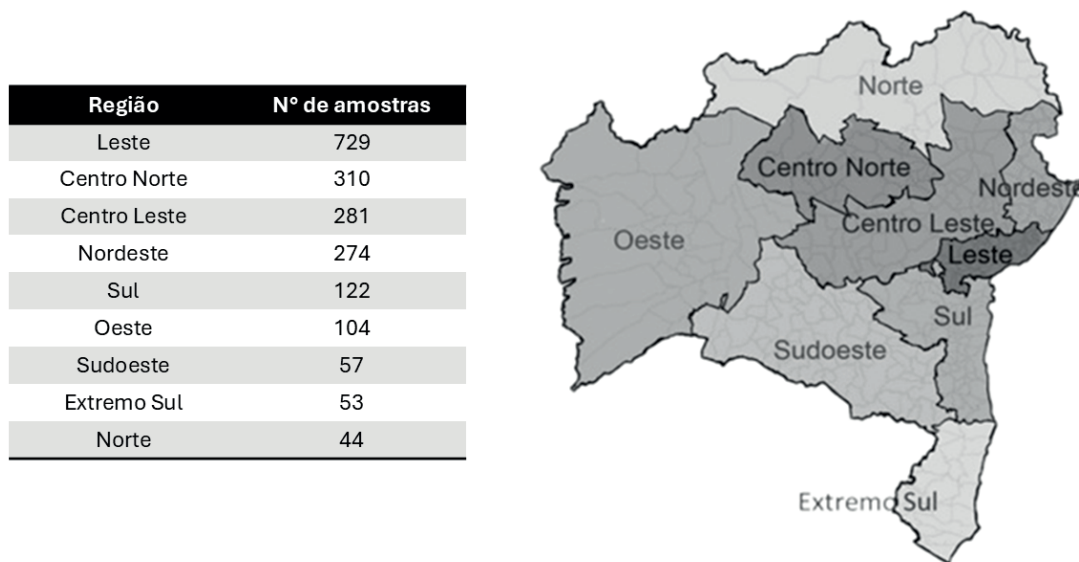 Região Nº de amostras
Leste 729
Centro Norte 310
Centro Leste 281
Nordeste 274
Sul 122
Oeste 104
Sudoeste 57
Extremo Sul 53
Norte 44
Norte
Centro Norte
Nordeste
Centro Leste
Oeste
Leste
Sul
Sudoeste
Extremo Sul